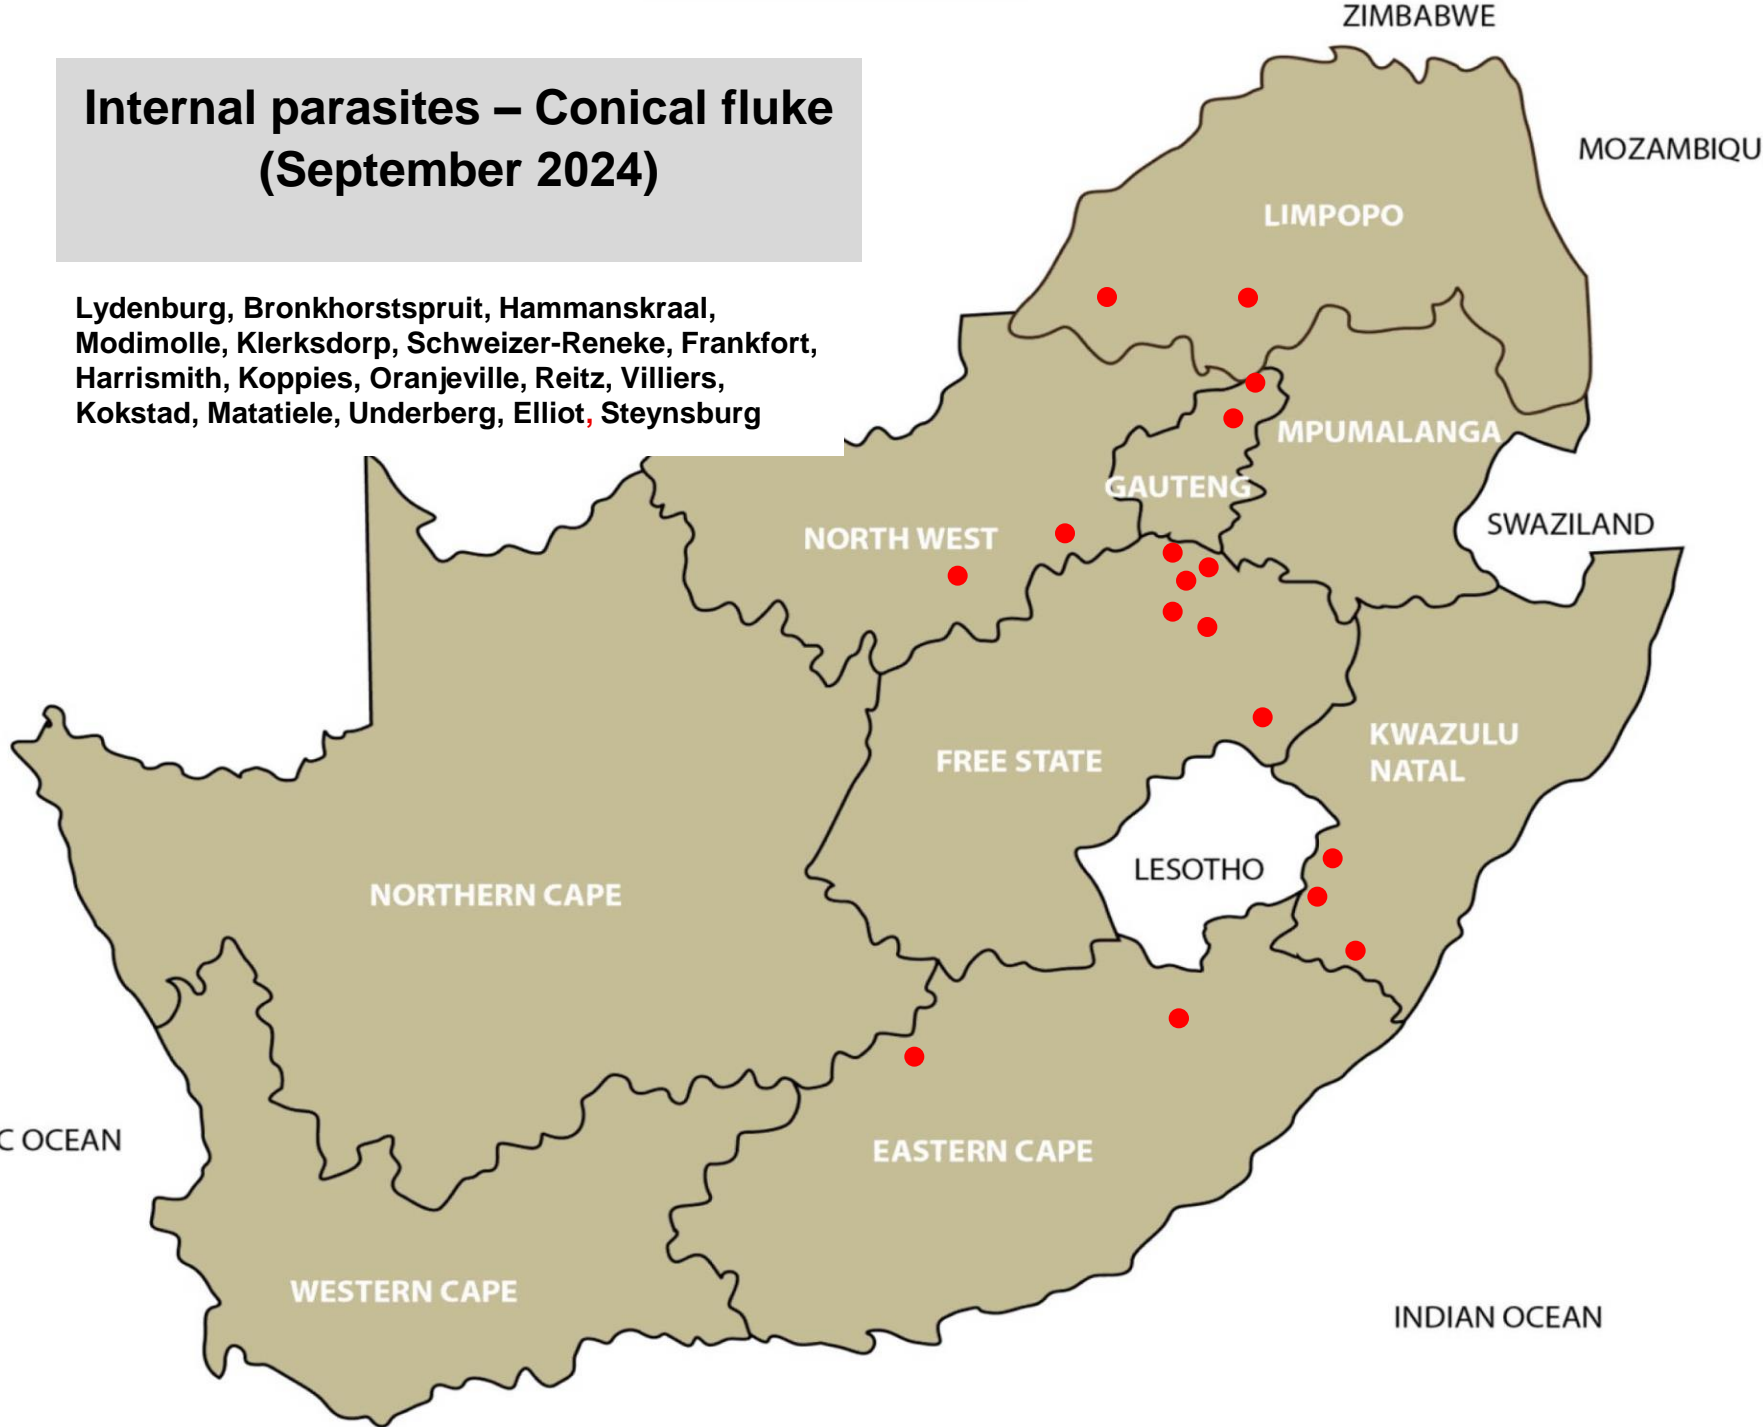 ZIMBABWE
Internal parasites – Conical fluke
(September 2024)
MOZAMBIQU
LIMPOPO
Lydenburg, Bronkhorstspruit, Hammanskraal,
Modimolle, Klerksdorp, Schweizer-Reneke, Frankfort,
Harrismith, Koppies, Oranjeville, Reitz, Villiers,
Kokstad, Matatiele, Underberg, Elliot, Steynsburg
MPUMALANGA
GAUTENG
SWAZILAND
NORTH WEST
KWAZULU
NATAL
FREE STATE
LESOTHO
NORTHERN CAPE
C OCEAN
EASTERN CAPE
WESTERN CAPE
INDIAN OCEAN